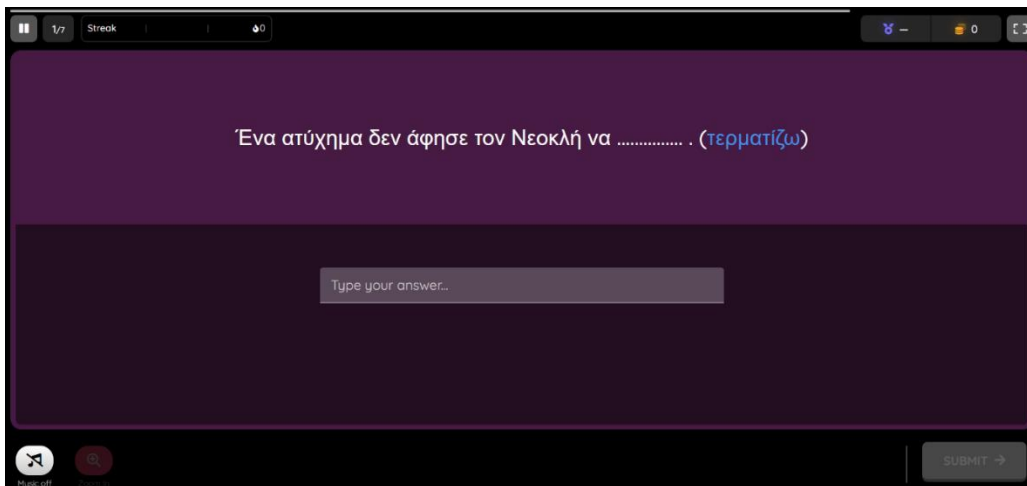 1/7 Streak 0 – 0
Ένα ατύχημα δεν άφησε τον Νεοκλή να ............... . (τερματίζω)
Type your answer...
SUBMIT →
Music off